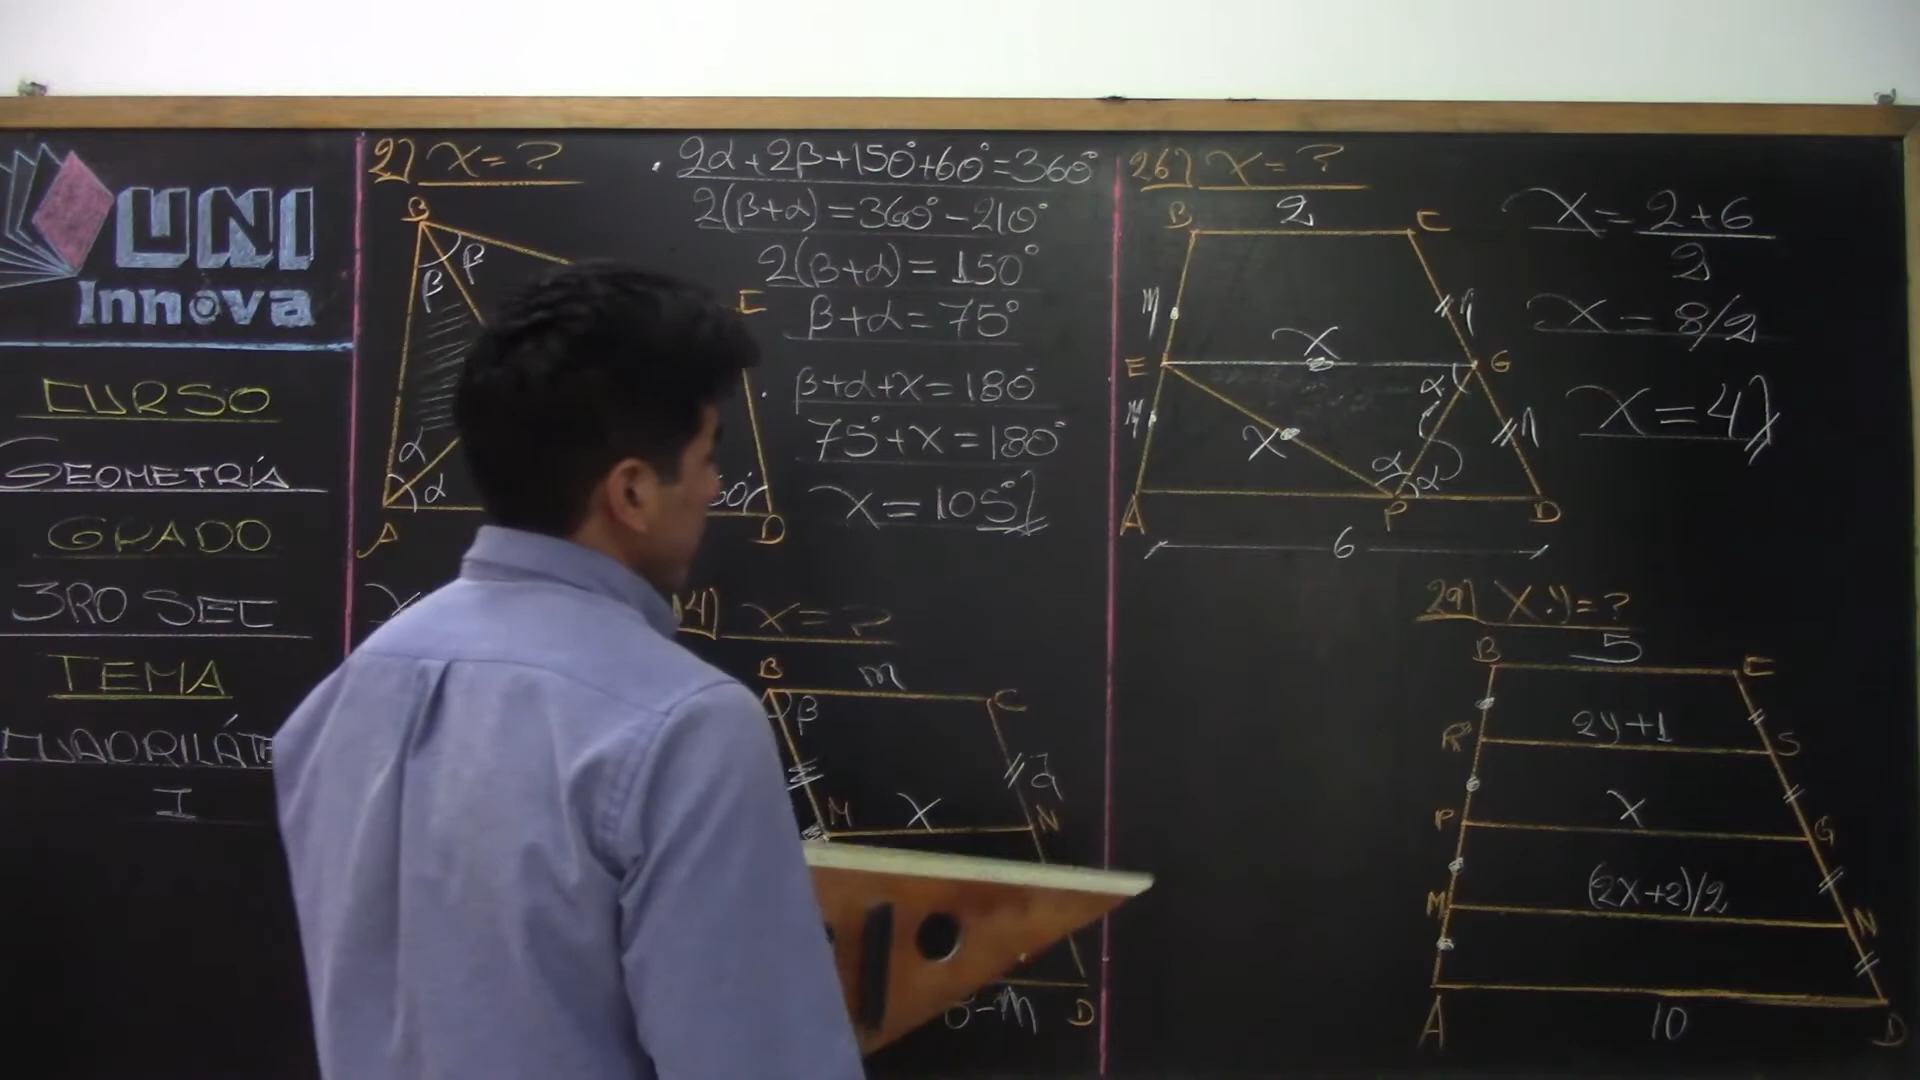 UNI
Innova
CURSO
GEOMETRÍA
GRADO
3RO SEC
TEMA
I
2) X=?
B
β
β
C
α
α
A
D
2α+2β+150°+60°=360°
2(β+α)=360°-210°
2(β+α)=150°
β+α=75°
β+α+x=180°
75°+x=180°
x=105°
X=?
B
m
C
β
M
X
N
a
D
26) X=?
B
2
C
M
n
E
X
G
α
M
X
n
α
α
A
P
D
6
X=2+6
2
X=8/2
X=4
29) X.y=?
5
B
C
R
2y+1
S
P
X
G
M
(2X+2)/2
N
A
10
D